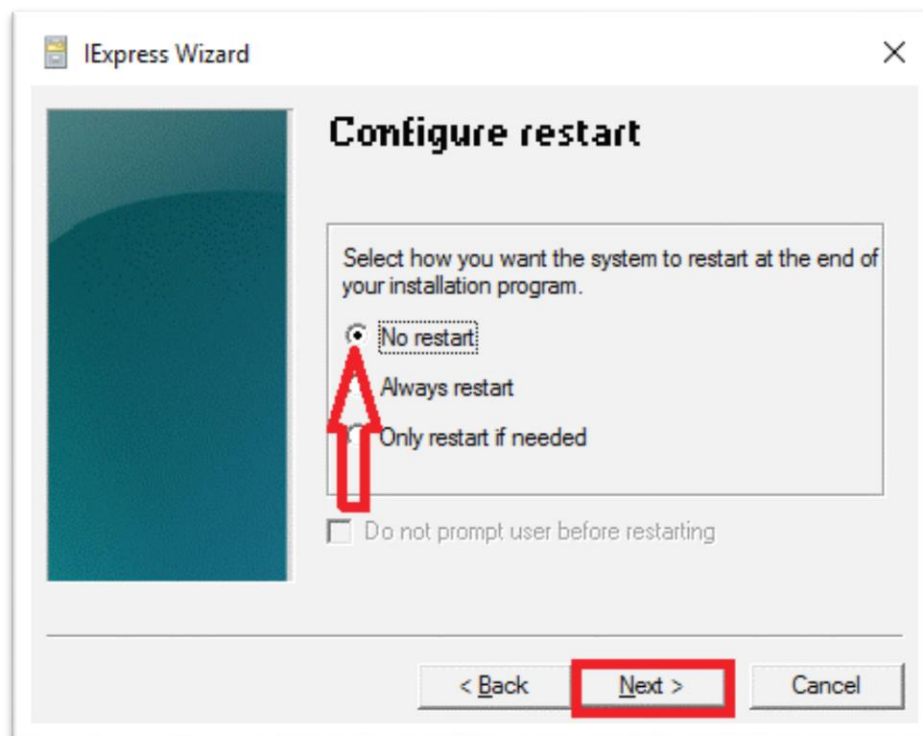 IExpress Wizard
Configure restart
Select how you want the system to restart at the end of
your installation program.
No restart
Always restart
Only restart if needed
Do not prompt user before restarting
< Back
Next >
Cancel